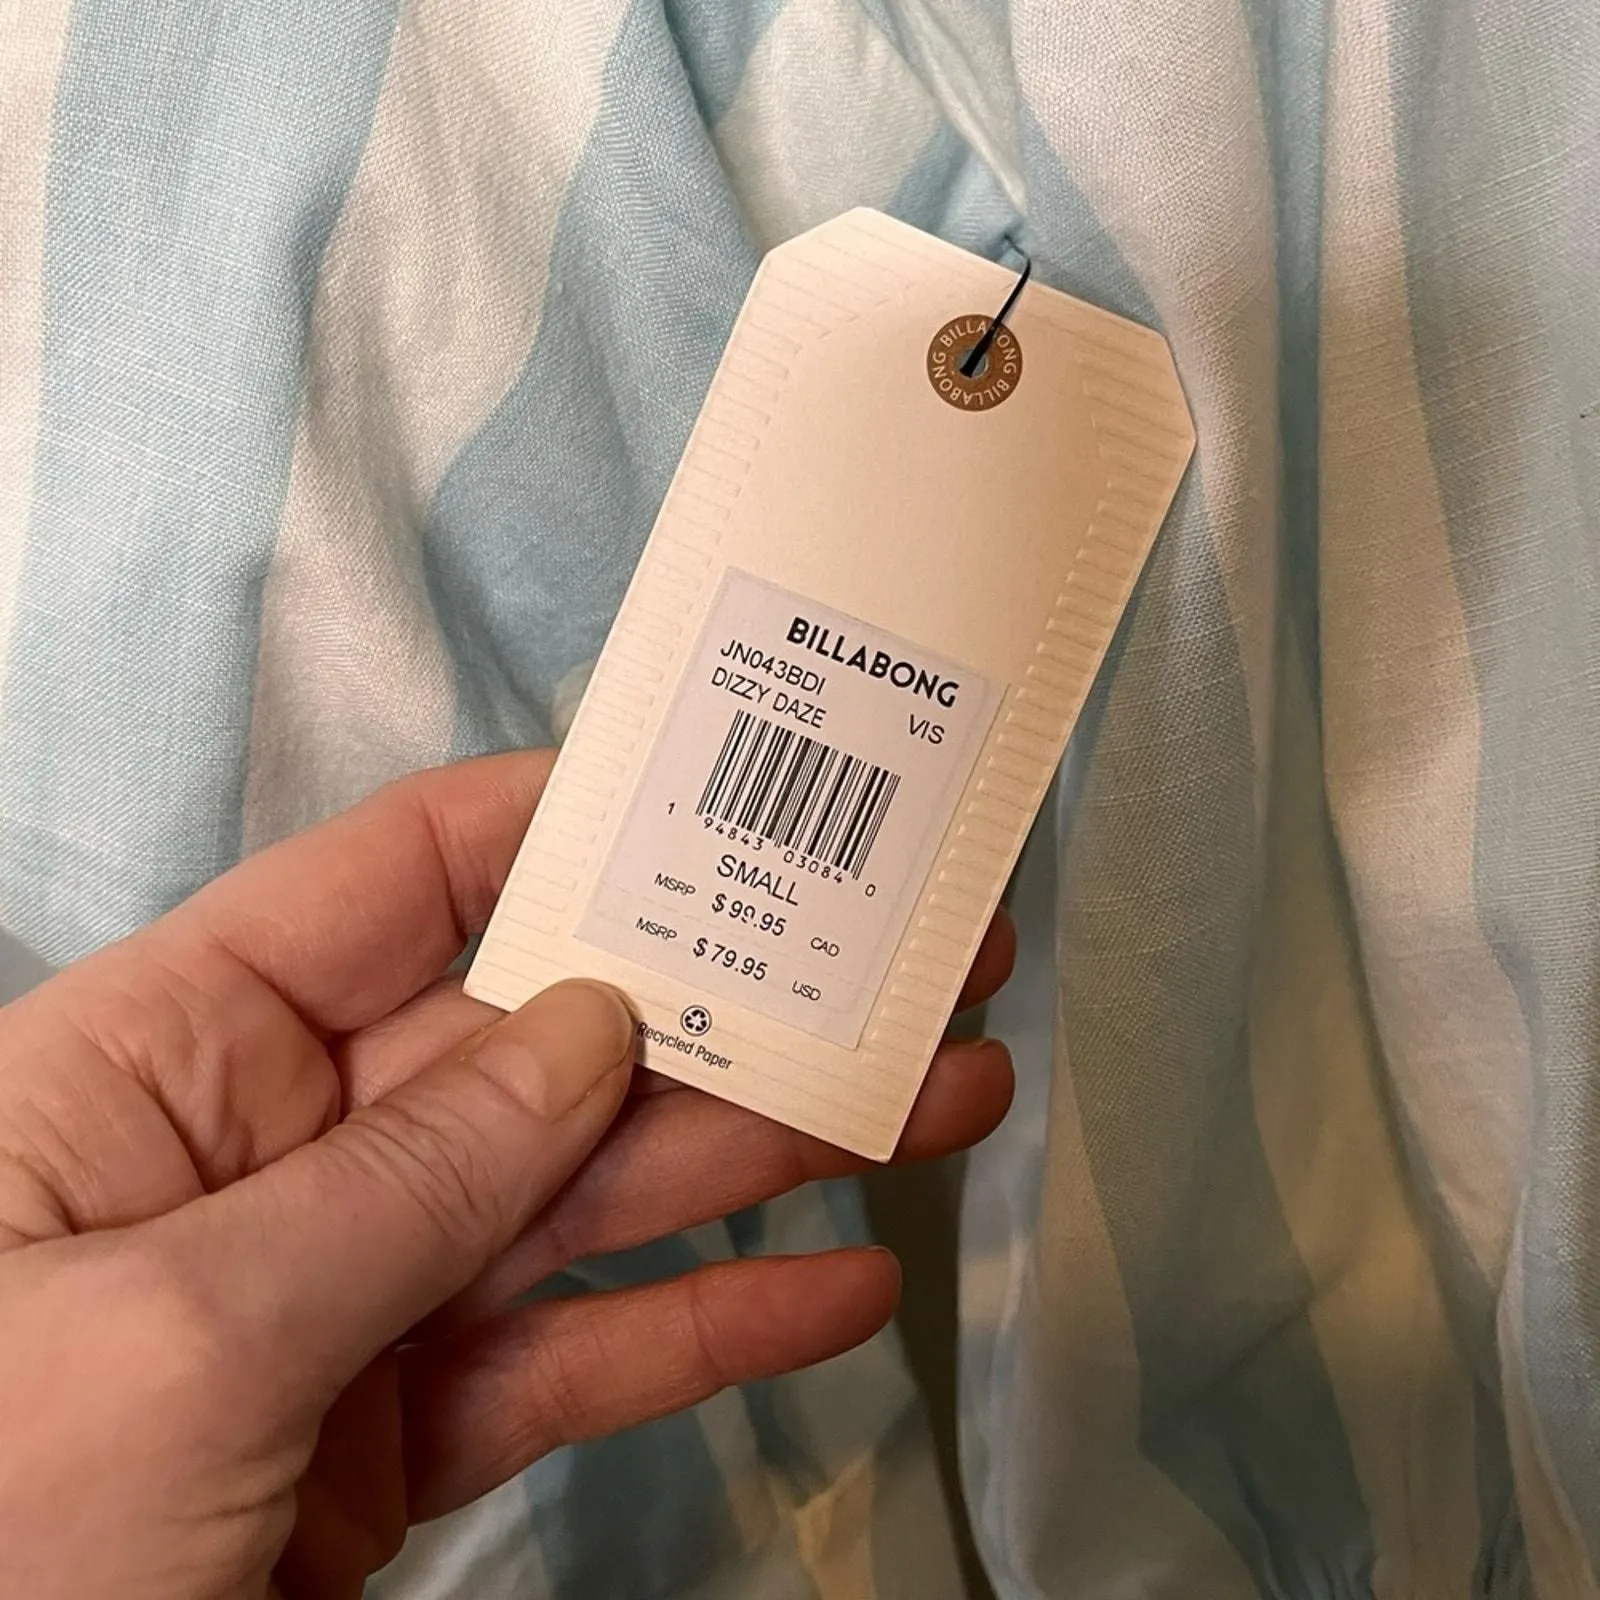 BILLABONG BILLABONG BILLABONG
BILLABONG
JN043BDI
DIZZY DAZE VIS
1 94843 03084 0
SMALL
MSRP $99.95 CAD
MSRP $79.95 USD
Recycled Paper